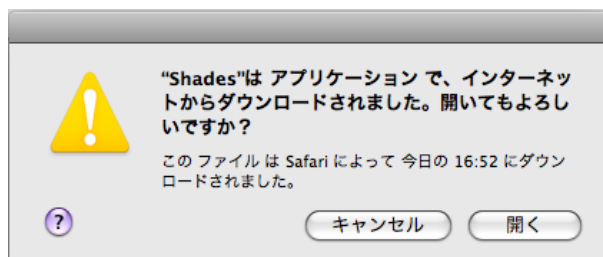 “Shades”は アプリケーション で、インターネッ
トからダウンロードされました。開いてもよろし
いですか？
この ファイル は Safari によって 今日の 16:52 にダウン
ロードされました。
?
キャンセル
開く